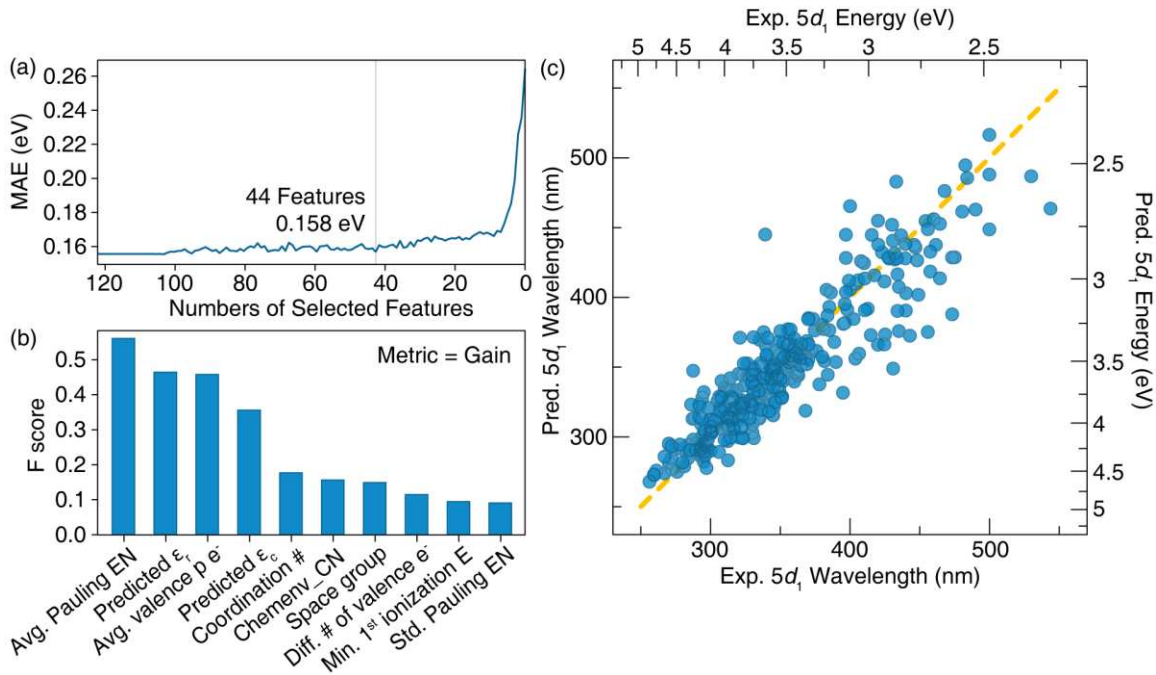 (a)
MAE (eV)
0.26
0.24
0.22
0.20
0.18
0.16
44 Features
0.158 eV
120 100 80 60 40 20 0
Numbers of Selected Features
(b)
Metric = Gain
F score
0.5
0.4
0.3
0.2
0.1
0.0
Avg. Pauling EN
Predicted εr
Avg. valence p e-
Predicted εc
Coordination #
Chemenv_CN
Space group
Diff. # of valence e-
Min. 1st ionization E
Std. Pauling EN
(c)
Exp. 5d1 Energy (eV)
5 4.5 4 3.5 3 2.5
Pred. 5d1 Wavelength (nm)
500
400
300
2.5
3
3.5
4
4.5
5
Pred. 5d1 Energy (eV)
300 400 500
Exp. 5d1 Wavelength (nm)